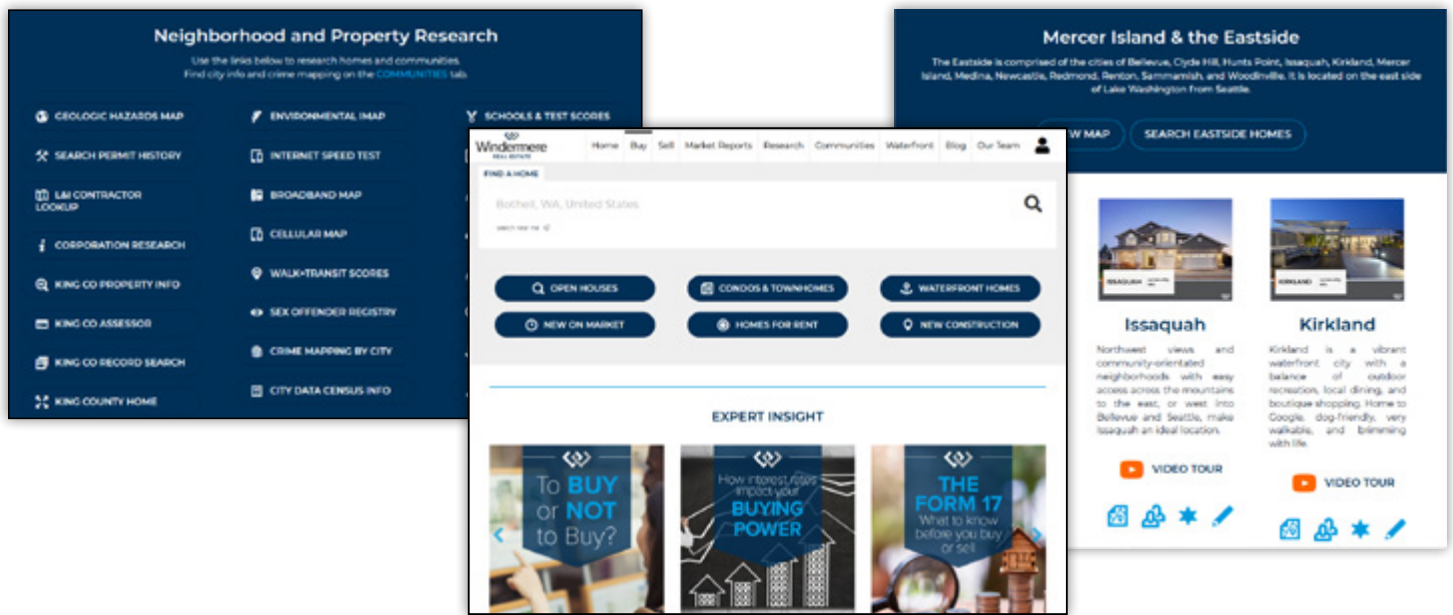 Neighborhood and Property Research
Use the links below to research homes and communities.
Find city info and crime mapping on the COMMUNITIES tab.
GEOLOGIC HAZARDS MAP
SEARCH PERMIT HISTORY
L&I CONTRACTOR
LOOKUP
CORPORATION RESEARCH
KING CO PROPERTY INFO
KING CO ASSESSOR
KING CO RECORD SEARCH
KING COUNTY HOME
ENVIRONMENTAL IMAP
INTERNET SPEED TEST
BROADBAND MAP
CELLULAR MAP
WALK+TRANSIT SCORES
SEX OFFENDER REGISTRY
CRIME MAPPING BY CITY
CITY DATA CENSUS INFO
SCHOOLS & TEST SCORES
Windermere
REAL ESTATE
Home Buy Sell Market Reports Research Communities Waterfront Blog Our Team
FIND A HOME
Bothell, WA, United States
search near me
OPEN HOUSES
CONDOS & TOWNHOMES
WATERFRONT HOMES
NEW ON MARKET
HOMES FOR RENT
NEW CONSTRUCTION
EXPERT INSIGHT
To BUY
or NOT
to Buy?
How interest rates
impact your
BUYING
POWER
THE
FORM 17
What to know
before you buy
or sell
Mercer Island & the Eastside
The Eastside is comprised of the cities of Bellevue, Clyde Hill, Hunts Point, Issaquah, Kirkland, Mercer
Island, Medina, Newcastle, Redmond, Renton, Sammamish, and Woodinville. It is located on the east side
of Lake Washington from Seattle.
MAP
SEARCH EASTSIDE HOMES
ISSAQUAH
Issaquah
Northwest views and
community-orientated
neighborhoods with easy
access across the mountains
to the east, or west into
Bellevue and Seattle, make
Issaquah an ideal location.
VIDEO TOUR
KIRKLAND
Kirkland
Kirkland is a vibrant
waterfront city with a
balance of outdoor
recreation, local dining, and
boutique shopping. Home to
Google, dog-friendly, very
walkable, and brimming
with life.
VIDEO TOUR